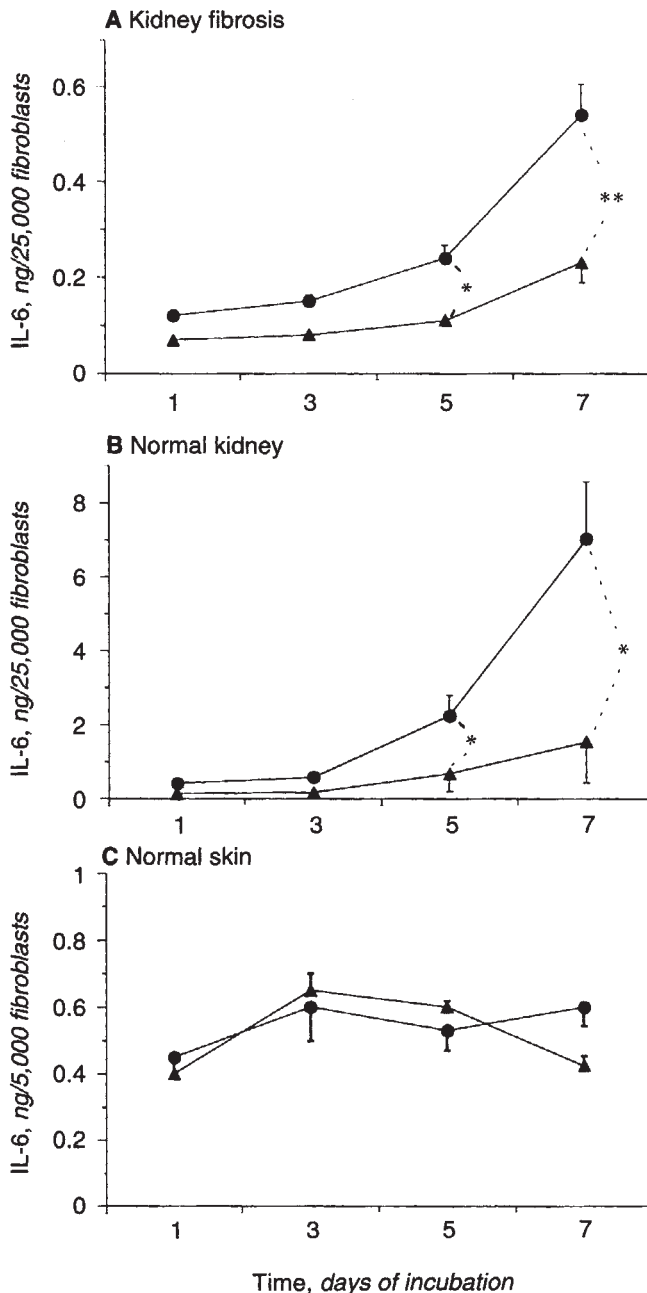 A Kidney fibrosis
IL-6, ng/25,000 fibroblasts
0.6
0.4
0.2
0
*
**
1 3 5 7
B Normal kidney
IL-6, ng/25,000 fibroblasts
8
6
4
2
0
*
*
1 3 5 7
C Normal skin
IL-6, ng/5,000 fibroblasts
1
0.8
0.6
0.4
0.2
0
1 3 5 7
Time, days of incubation